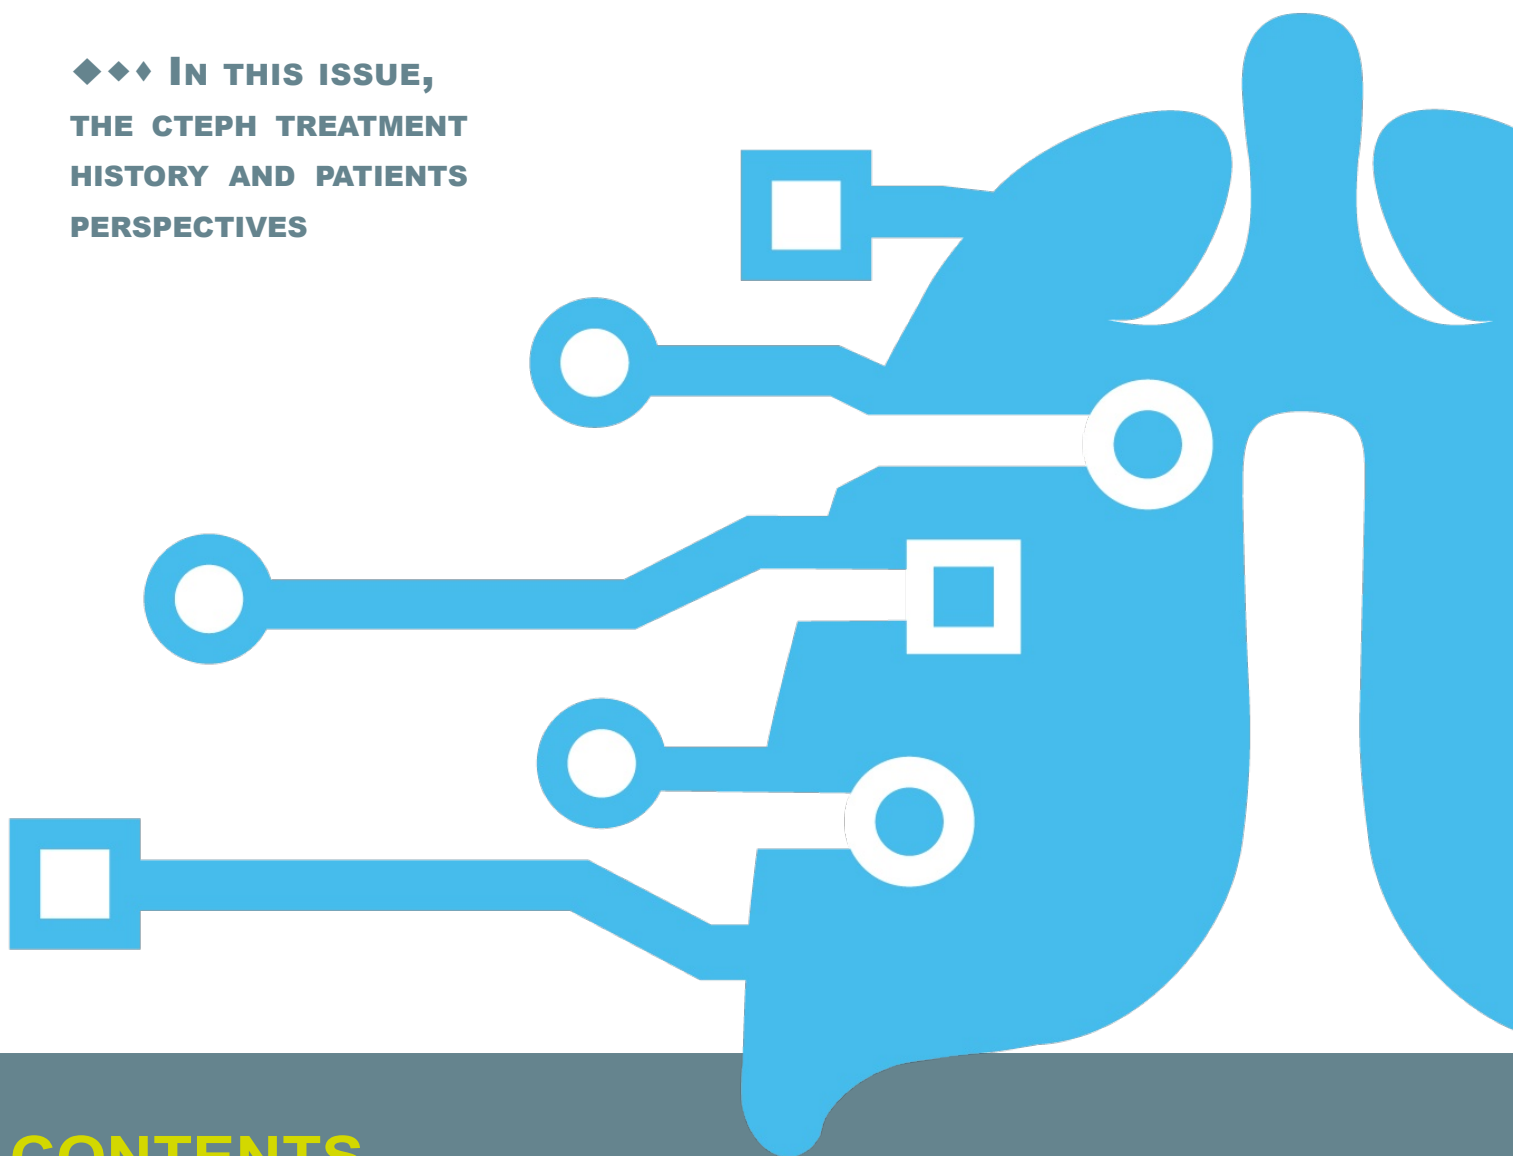 ◆◆♦ IN THIS ISSUE,
THE CTEPH TREATMENT
HISTORY AND PATIENTS
PERSPECTIVES
CONTENTS